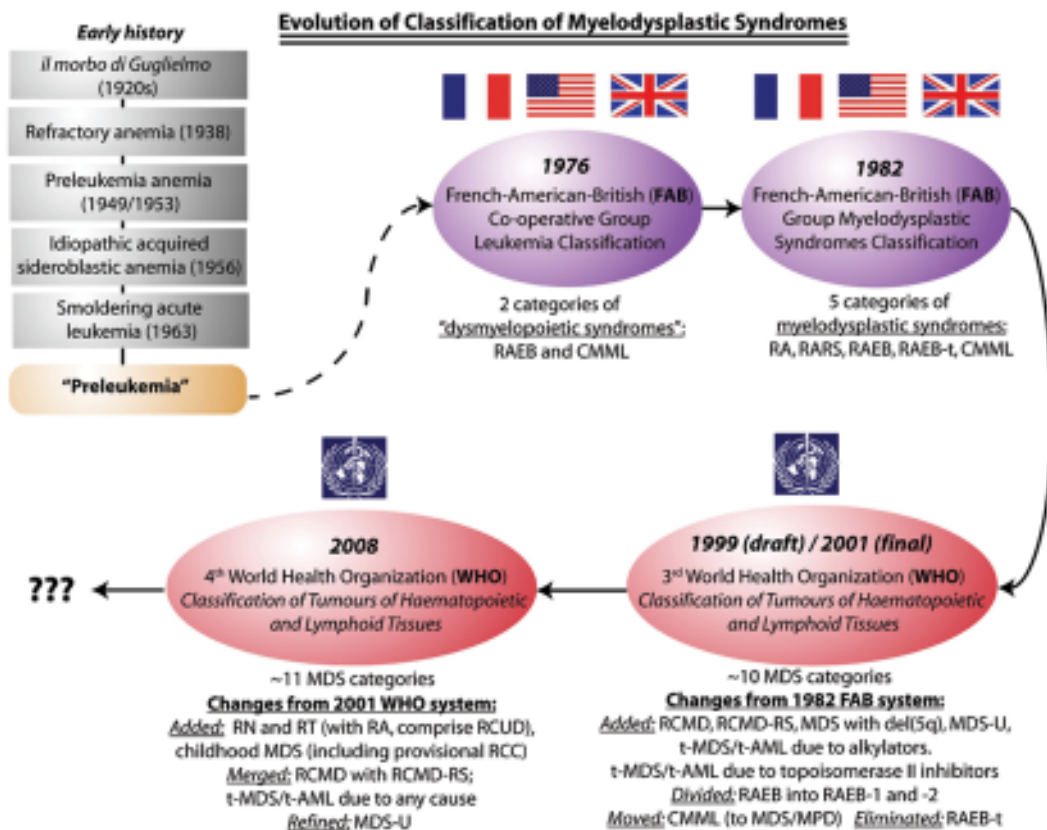 Evolution of Classification of Myelodysplastic Syndromes
Early history
il morbo di Guglielmo
(1920s)
Refractory anemia (1938)
Preleukemia anemia
(1949/1953)
Idiopathic acquired
sideroblastic anemia (1956)
Smoldering acute
leukemia (1963)
"Preleukemia"
1976
French-American-British (FAB)
Co-operative Group
Leukemia Classification
2 categories of
"dysmyelopoietic syndromes":
RAEB and CMML
1982
French-American-British (FAB)
Group Myelodysplastic
Syndromes Classification
5 categories of
myelodysplastic syndromes:
RA, RARS, RAEB, RAEB-t, CMML
1999 (draft) / 2001 (final)
3rd World Health Organization (WHO)
Classification of Tumours of Haematopoietic
and Lymphoid Tissues
~10 MDS categories
Changes from 1982 FAB system:
Added: RCMD, RCMD-RS, MDS with del(5q), MDS-U,
t-MDS/t-AML due to alkylators.
t-MDS/t-AML due to topoisomerase II inhibitors
Divided: RAEB into RAEB-1 and -2
Moved: CMML (to MDS/MPD) Eliminated: RAEB-t
2008
4th World Health Organization (WHO)
Classification of Tumours of Haematopoietic
and Lymphoid Tissues
~11 MDS categories
Changes from 2001 WHO system:
Added: RN and RT (with RA, comprise RCUD),
childhood MDS (including provisional RCC)
Merged: RCMD with RCMD-RS;
t-MDS/t-AML due to any cause
Refined: MDS-U
???